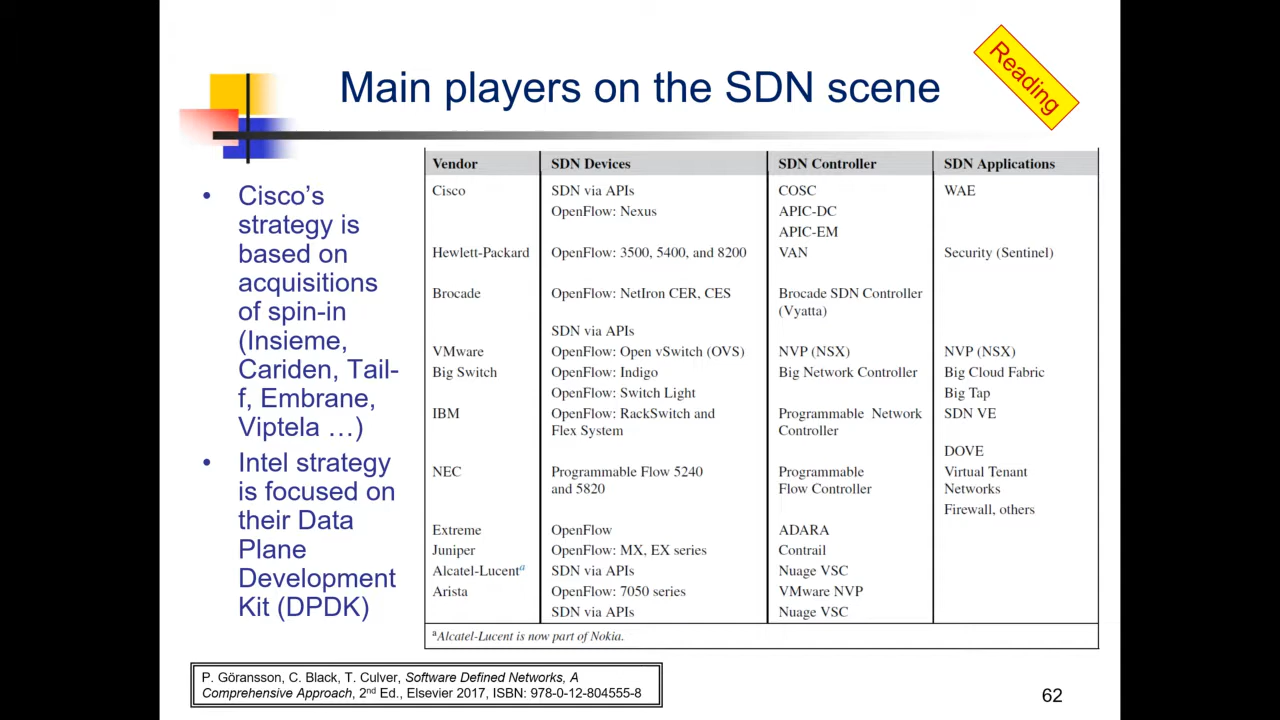 Main players on the SDN scene
Reading
• Cisco’s
strategy is
based on
acquisitions
of spin-in
(Insieme,
Cariden, Tail-
f, Embrane,
Viptela …)
• Intel strategy
is focused on
their Data
Plane
Development
Kit (DPDK)
Vendor SDN Devices SDN Controller SDN Applications
Cisco SDN via APIs COSC WAE
OpenFlow: Nexus APIC-DC
APIC-EM
Hewlett-Packard OpenFlow: 3500, 5400, and 8200 VAN Security (Sentinel)
Brocade OpenFlow: NetIron CER, CES Brocade SDN Controller
(Vyatta)
SDN via APIs
VMware OpenFlow: Open vSwitch (OVS) NVP (NSX) NVP (NSX)
Big Switch OpenFlow: Indigo Big Network Controller Big Cloud Fabric
OpenFlow: Switch Light Big Tap
IBM OpenFlow: RackSwitch and Programmable Network SDN VE
Flex System Controller
DOVE
NEC Programmable Flow 5240 Programmable Virtual Tenant
and 5820 Flow Controller Networks
Firewall, others
Extreme OpenFlow ADARA
Juniper OpenFlow: MX, EX series Contrail
Alcatel-Lucentᵃ SDN via APIs Nuage VSC
Arista OpenFlow: 7050 series VMware NVP
SDN via APIs Nuage VSC
ᵃAlcatel-Lucent is now part of Nokia.
P. Göransson, C. Black, T. Culver, Software Defined Networks, A
Comprehensive Approach, 2nd Ed., Elsevier 2017, ISBN: 978-0-12-804555-8
62